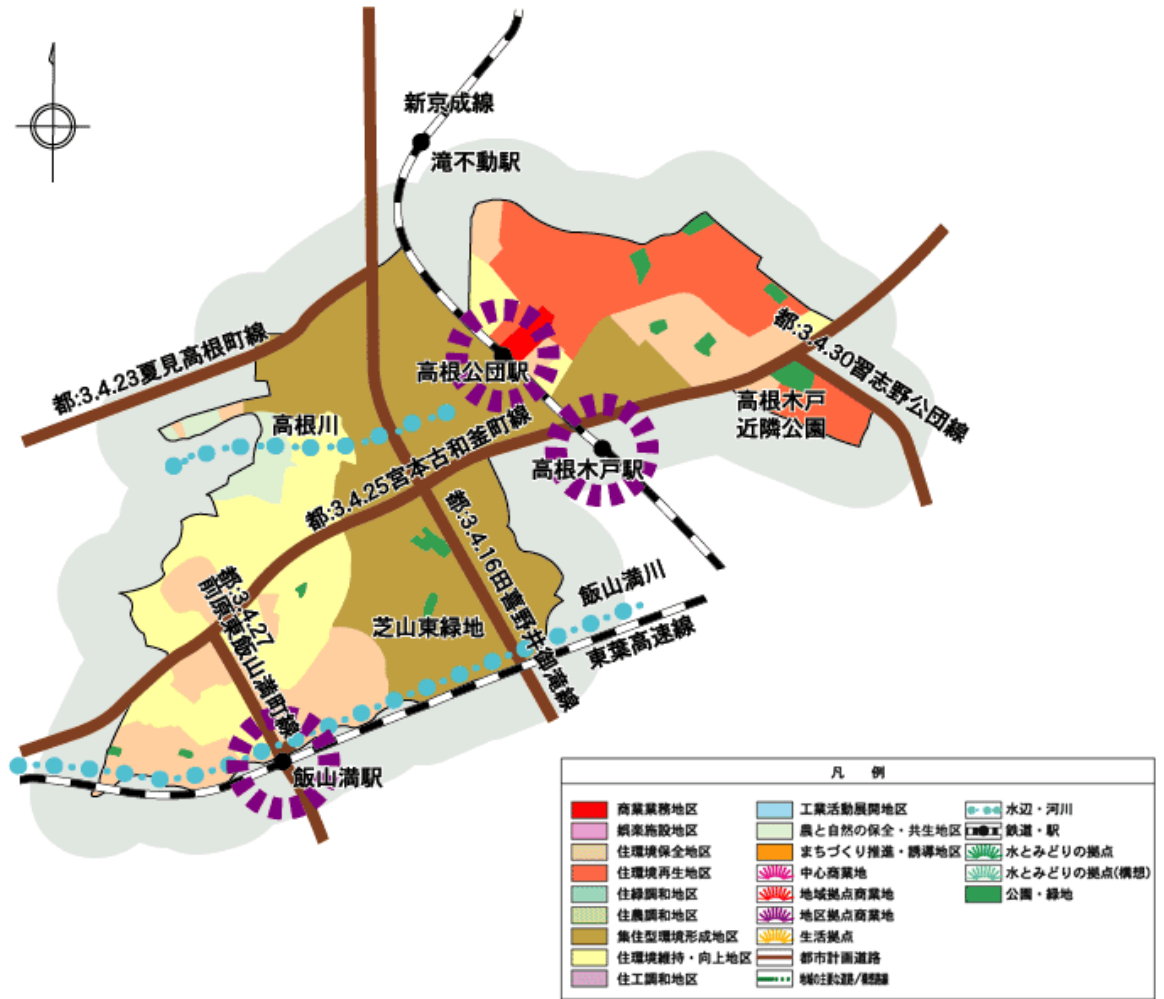 新京成線
滝不動駅
都:3.4.23夏見高根町線
高根公団駅
都:3.4.30習志野公団線
高根木戸
近隣公園
高根川
都:3.4.25宮本古和釜町線
高根木戸駅
都:3.4.16田喜野井御滝線
飯山満川
東葉高速線
芝山東緑地
都:3.4.27
前原東飯山満町線
飯山満駅
凡 例
商業業務地区
娯楽施設地区
住環境保全地区
住環境再生地区
住緑調和地区
住農調和地区
集住型環境形成地区
住環境維持・向上地区
住工調和地区
工業活動展開地区
農と自然の保全・共生地区
まちづくり推進・誘導地区
中心商業地
地域拠点商業地
地区拠点商業地
生活拠点
都市計画道路
水辺・河川
鉄道・駅
水とみどりの拠点
水とみどりの拠点(構想)
公園・緑地